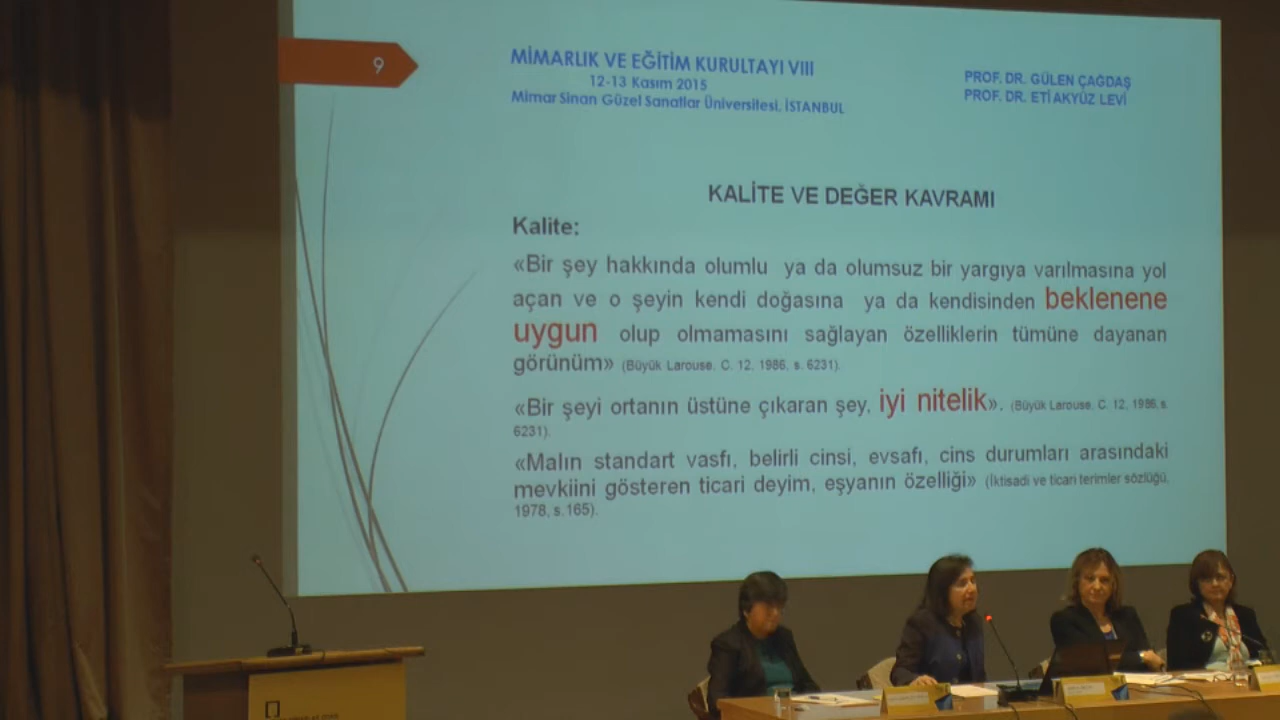 9
MİMARLIK VE EĞİTİM KURULTAYI VIII
12-13 Kasım 2015
Mimar Sinan Güzel Sanatlar Üniversitesi, İSTANBUL
PROF. DR. GÜLEN ÇAĞDAŞ
PROF. DR. ETİ AKYÜZ LEVİ
KALİTE VE DEĞER KAVRAMI
Kalite:
«Bir şey hakkında olumlu ya da olumsuz bir yargıya varılmasına yol
açan ve o şeyin kendi doğasına ya da kendisinden beklenene
uygun olup olmamasını sağlayan özelliklerin tümüne dayanan
görünüm» (Büyük Larouse, C. 12, 1986, s. 6231).
«Bir şeyi ortanın üstüne çıkaran şey, iyi nitelik». (Büyük Larouse, C. 12, 1986, s.
6231).
«Malın standart vasfı, belirli cinsi, evsafı, cins durumları arasındaki
mevkiini gösteren ticari deyim, eşyanın özelliği» (İktisadi ve ticari terimler sözlüğü,
1978, s.165).